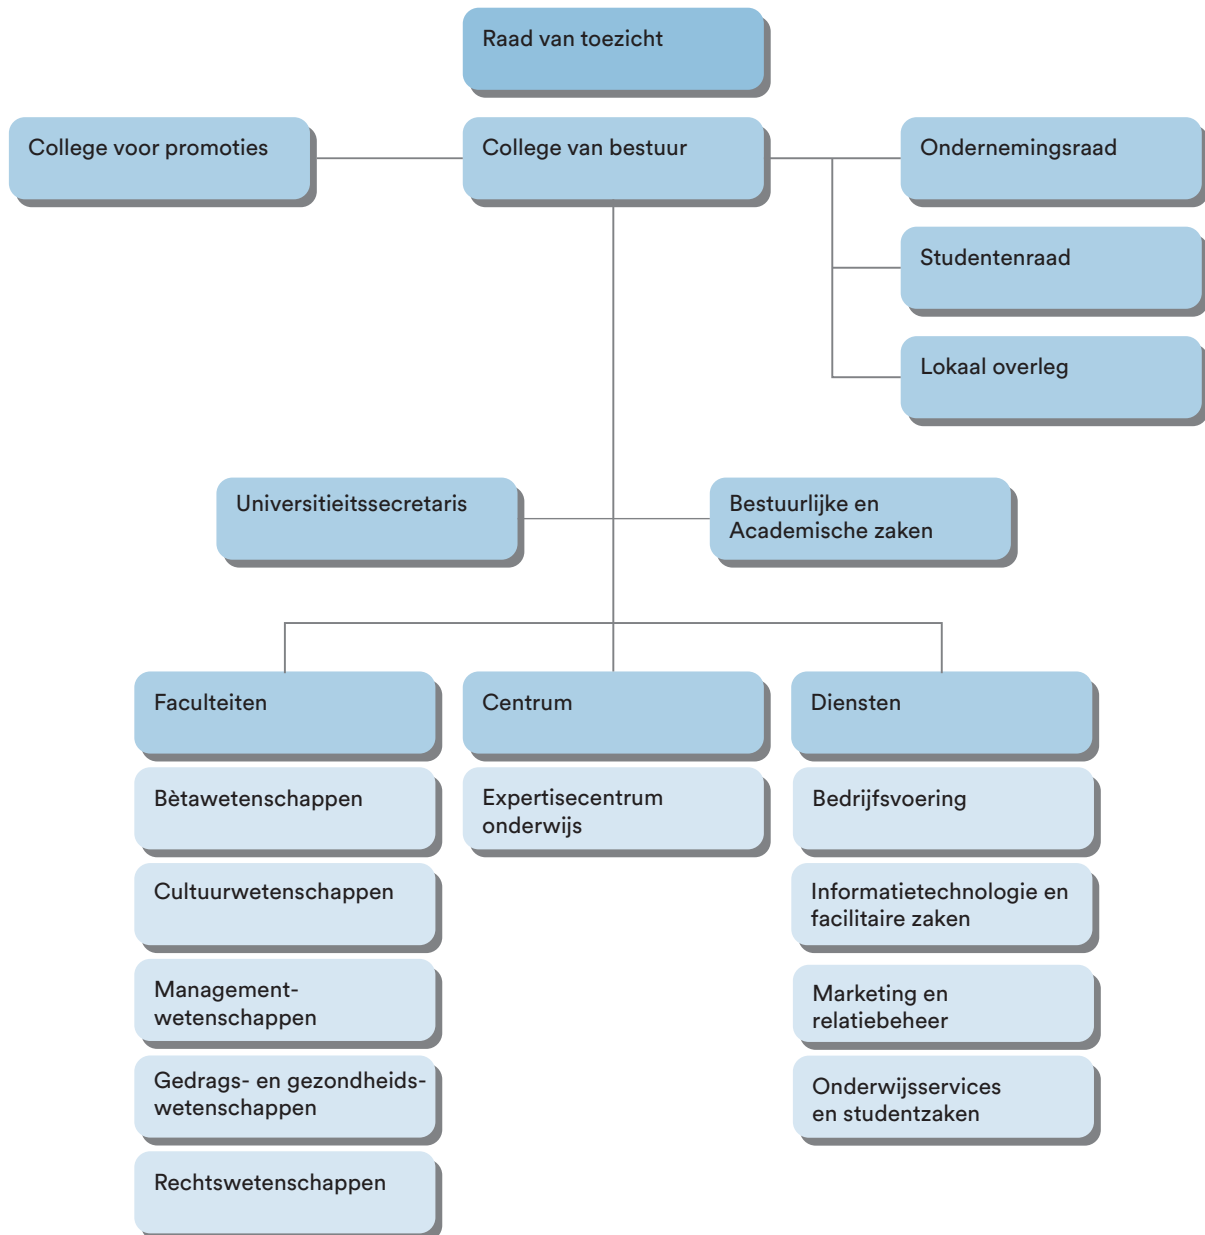 Raad van toezicht
College voor promoties
College van bestuur
Ondernemingsraad
Studentenraad
Lokaal overleg
Universitieitssecretaris
Bestuurlijke en
Academische zaken
Faculteiten
Centrum
Diensten
Bètawetenschappen
Expertisecentrum
onderwijs
Bedrijfsvoering
Cultuurwetenschappen
Informatietechnologie en
facilitaire zaken
Management-
wetenschappen
Marketing en
relatiebeheer
Gedrags- en gezondheids-
wetenschappen
Onderwijsservices
en studentzaken
Rechtswetenschappen